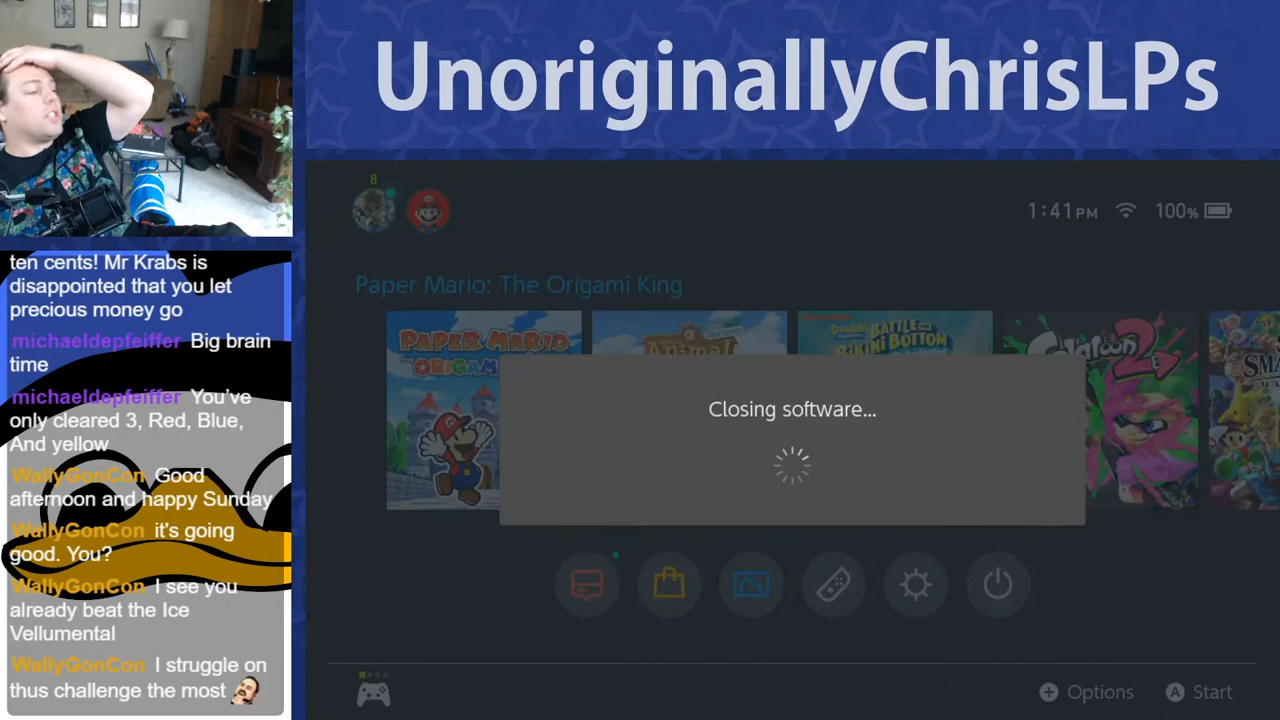 UnoriginallyChrisLPs
8
1:41 PM
100%
Paper Mario: The Origami King
PAPER MARIO
THE ORIGAM
Animal
BATTLE FOR
BIKINI BOTTOM
Splatoon 2
SMA
Closing software...
Options
Start
ten cents! Mr Krabs is
disappointed that you let
precious money go
michaeldepfeiffer Big brain
time
michaeldepfeiffer You've
only cleared 3, Red, Blue,
And yellow
WallyGonCon Good
afternoon and happy Sunday
WallyGonCon it's going
good. You?
WallyGonCon I see you
already beat the Ice
Vellumental
WallyGonCon I struggle on
thus challenge the most